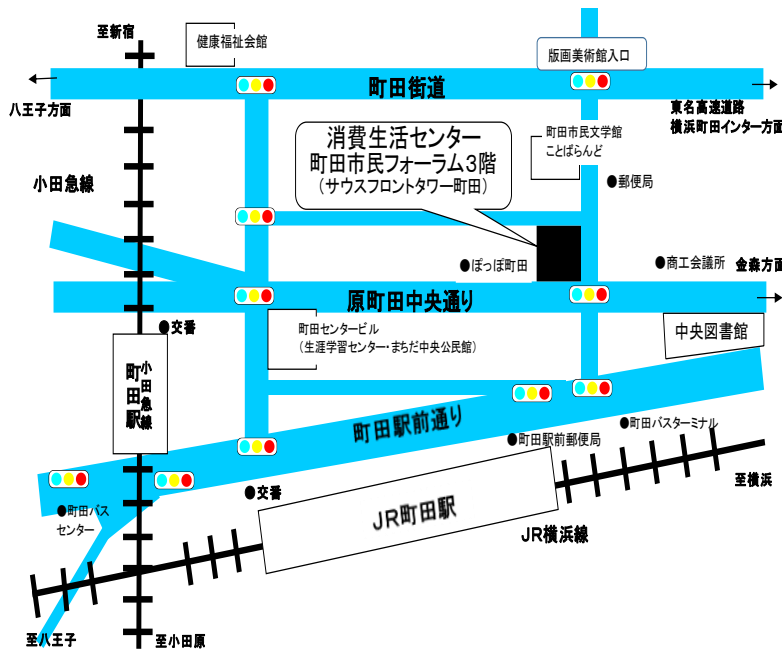 至新宿
健康福祉会館
版画美術館入口
町田街道
八王子方面
東名高速道路
横浜町田インター方面
消費生活センター
町田市民フォーラム3階
（サウスフロントタワー町田）
町田市民文学館
ことばらんど
小田急線
郵便局
ぽっぽ町田
商工会議所
金森方面
原町田中央通り
交番
町田センタービル
（生涯学習センター・まちだ中央公民館）
中央図書館
小田急線
町田駅
町田駅前通り
町田バスターミナル
町田駅前郵便局
至横浜
交番
町田バス
センター
JR町田駅
JR横浜線
至八王子
至小田原